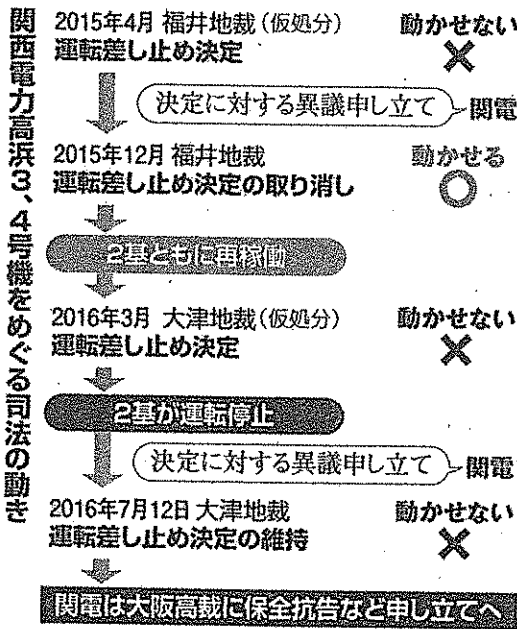 関西電力高浜3、4号機をめぐる司法の動き
2015年4月 福井地裁(仮処分)
動かせない
運転差し止め決定
×
決定に対する異議申し立て
関電
2015年12月 福井地裁
動かせる
運転差し止め決定の取り消し
○
2基ともに再稼働
2016年3月 大津地裁(仮処分)
動かせない
運転差し止め決定
×
2基が運転停止
決定に対する異議申し立て
関電
2016年7月12日 大津地裁
動かせない
運転差し止め決定の維持
×
関電は大阪高裁に保全抗告など申し立てへ